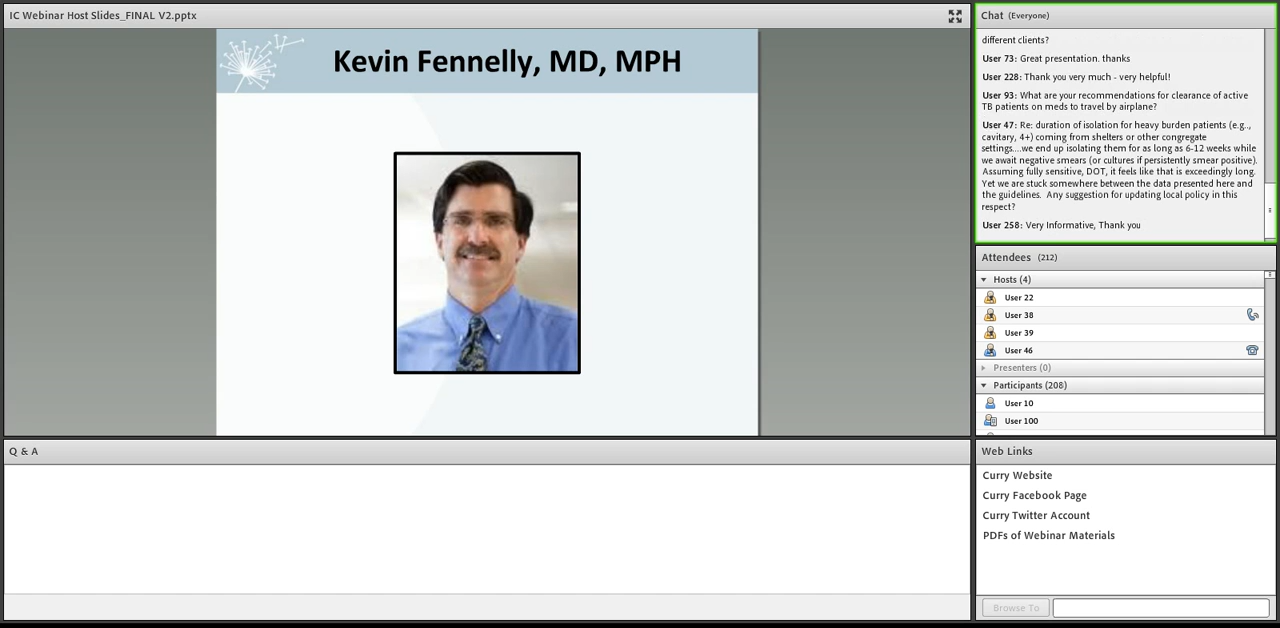 IC Webinar Host Slides_FINAL V2.pptx
Kevin Fennelly, MD, MPH
Chat (Everyone)
different clients?
User 73: Great presentation. thanks
User 228: Thank you very much - very helpful!
User 93: What are your recommendations for clearance of active
TB patients on meds to travel by airplane?
User 47: Re: duration of isolation for heavy burden patients (e.g.,
cavitary, 4+) coming from shelters or other congregate
settings....we end up isolating them for as long as 6-12 weeks while
we await negative smears (or cultures if persistently smear positive).
Assuming fully sensitive, DOT, it feels like that is exceedingly long.
Yet we are stuck somewhere between the data presented here and
the guidelines. Any suggestion for updating local policy in this
respect?
User 258: Very Informative, Thank you
Attendees (212)
Hosts (4)
User 22
User 38
User 39
User 46
Presenters (0)
Participants (208)
User 10
User 100
Q & A
Web Links
Curry Website
Curry Facebook Page
Curry Twitter Account
PDFs of Webinar Materials
Browse To